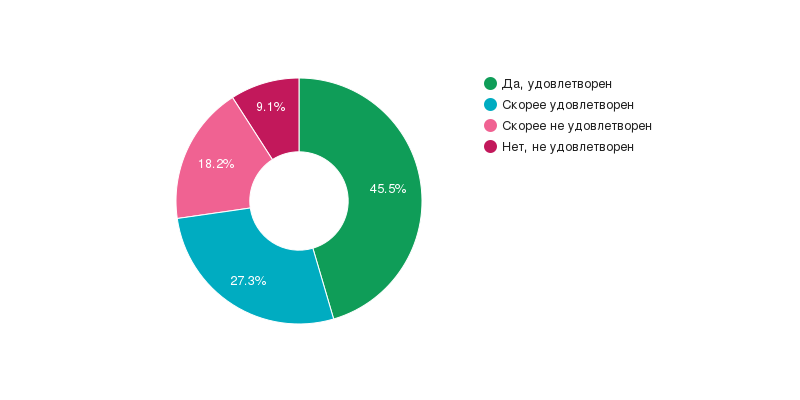 Да, удовлетворен
Скорее удовлетворен
Скорее не удовлетворен
Нет, не удовлетворен
9.1%
18.2%
45.5%
27.3%